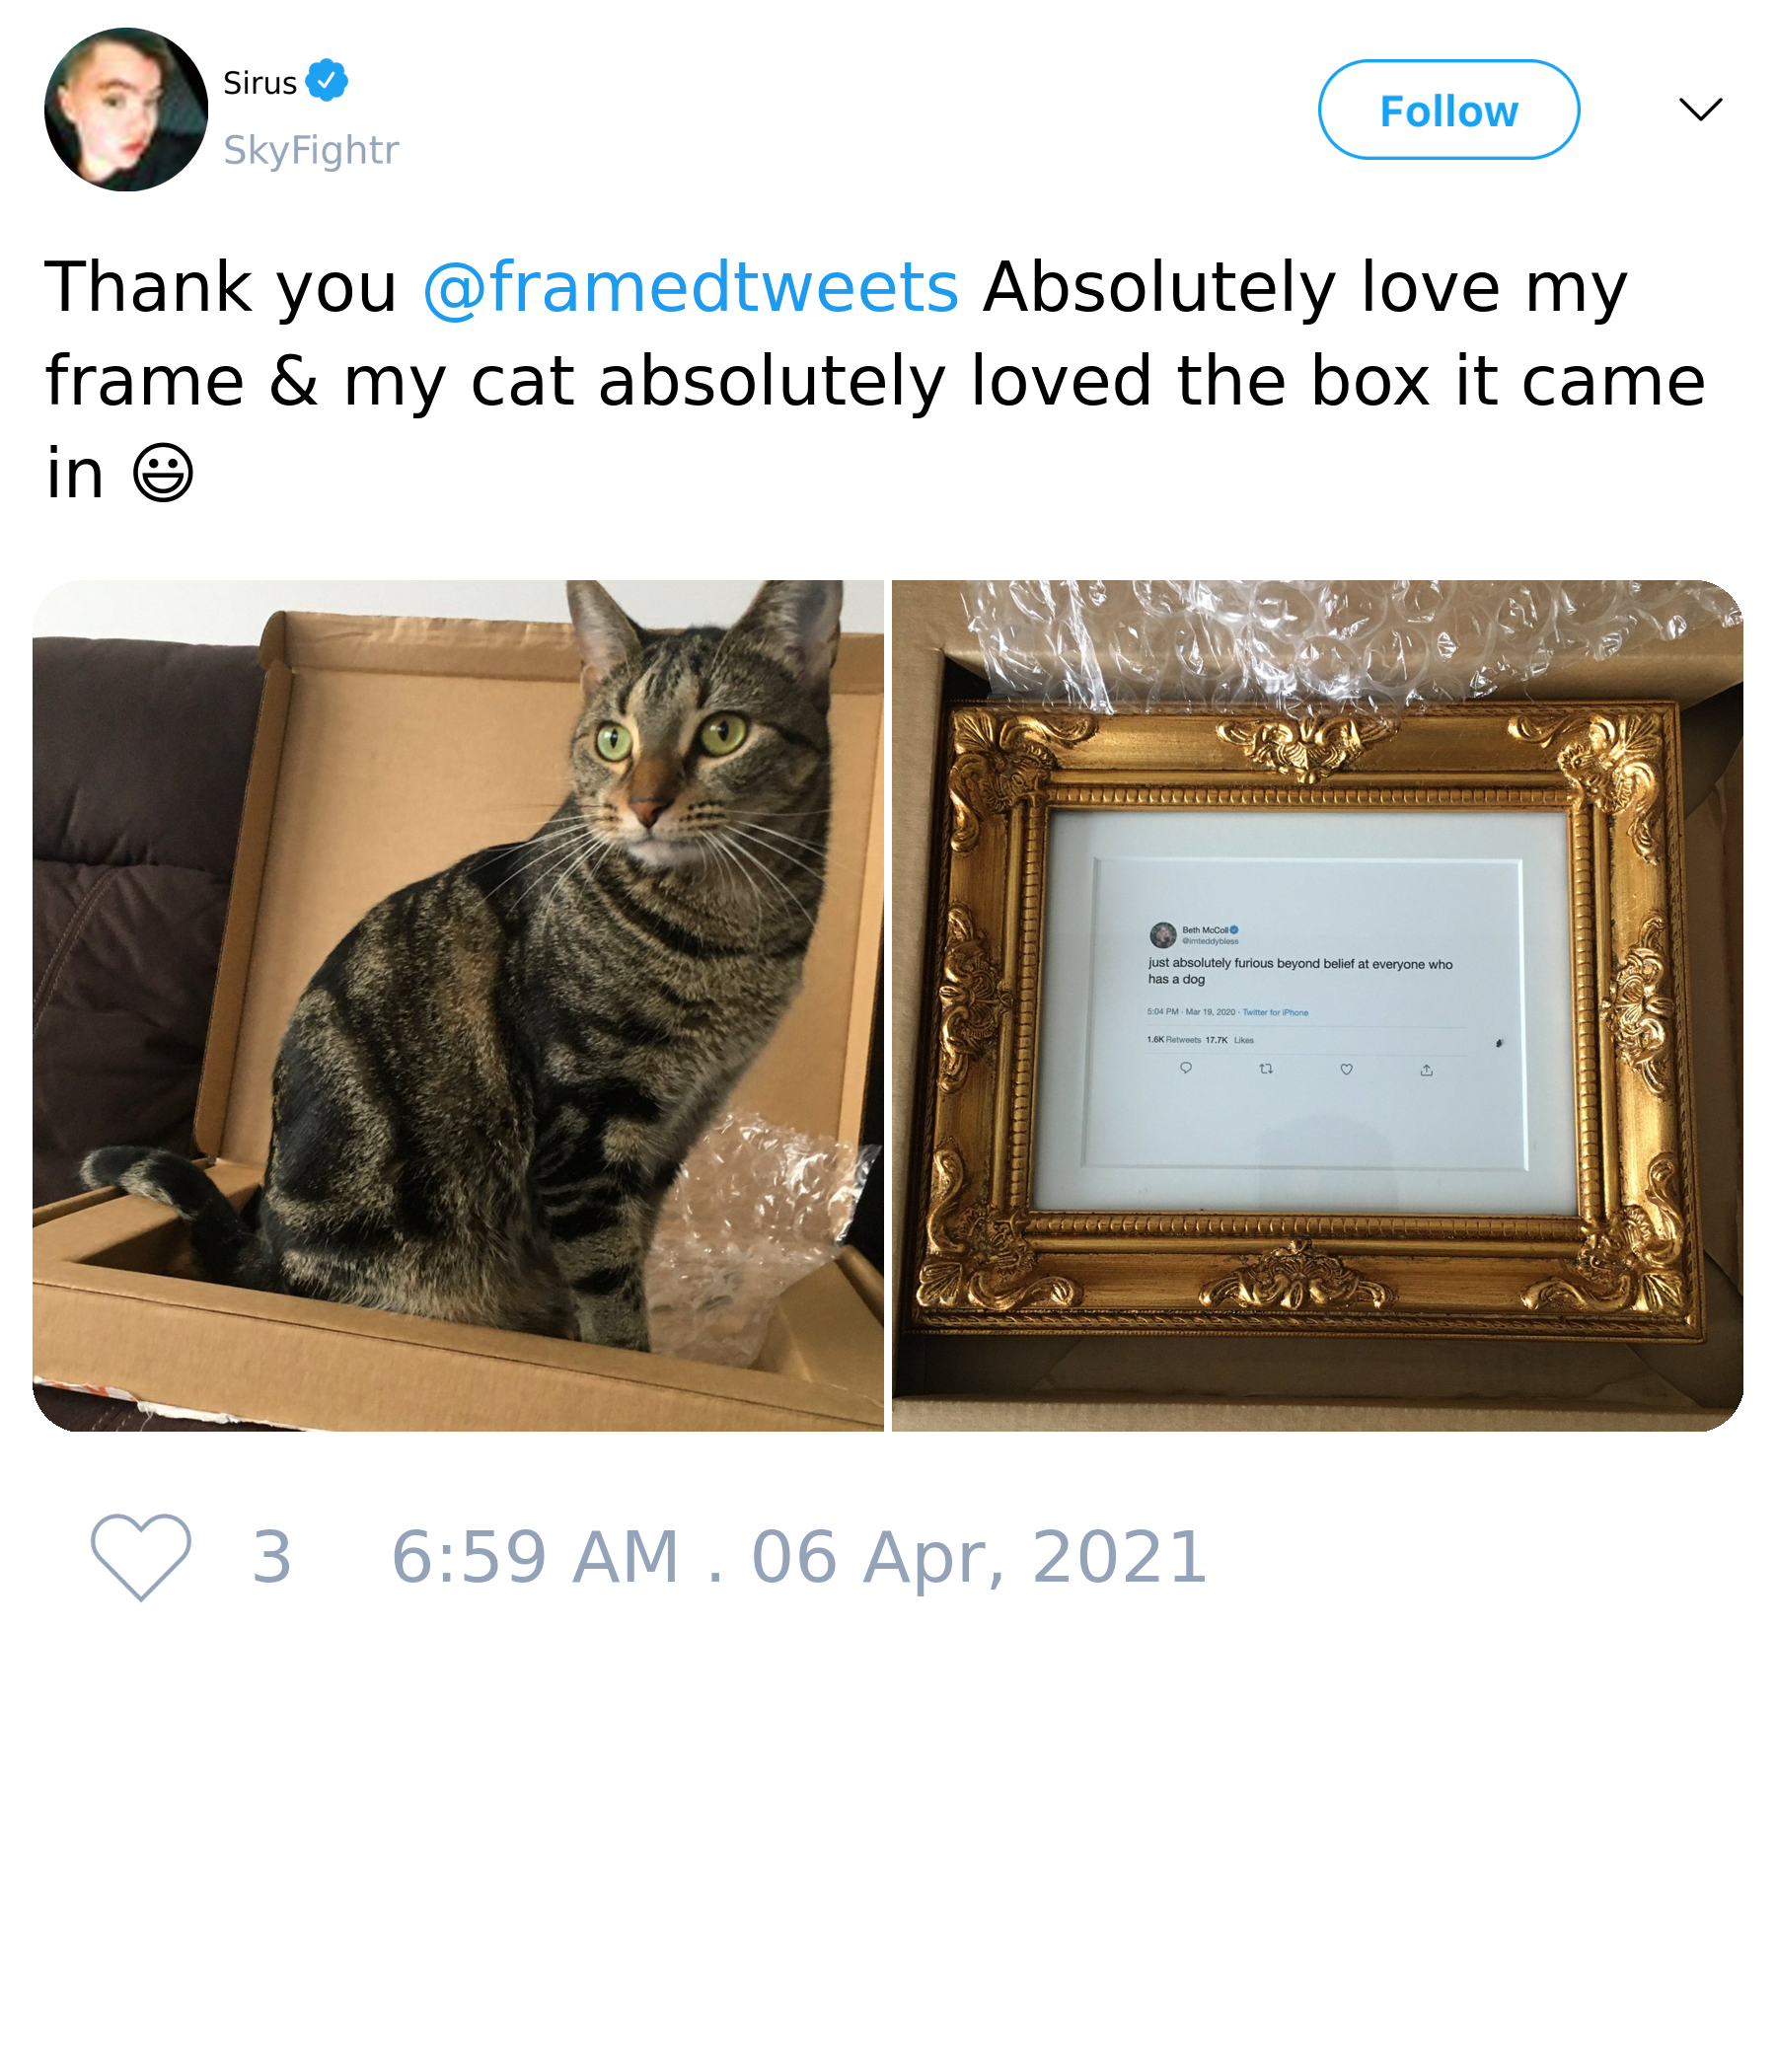 Sirus
SkyFightr
Follow
Thank you @framedtweets Absolutely love my
frame & my cat absolutely loved the box it came
in 😃
Beth McColl
@imteddybless
just absolutely furious beyond belief at everyone who
has a dog
5:04 PM · Mar 19, 2020 · Twitter for iPhone
1.6K Retweets 17.7K Likes
3 6:59 AM . 06 Apr, 2021